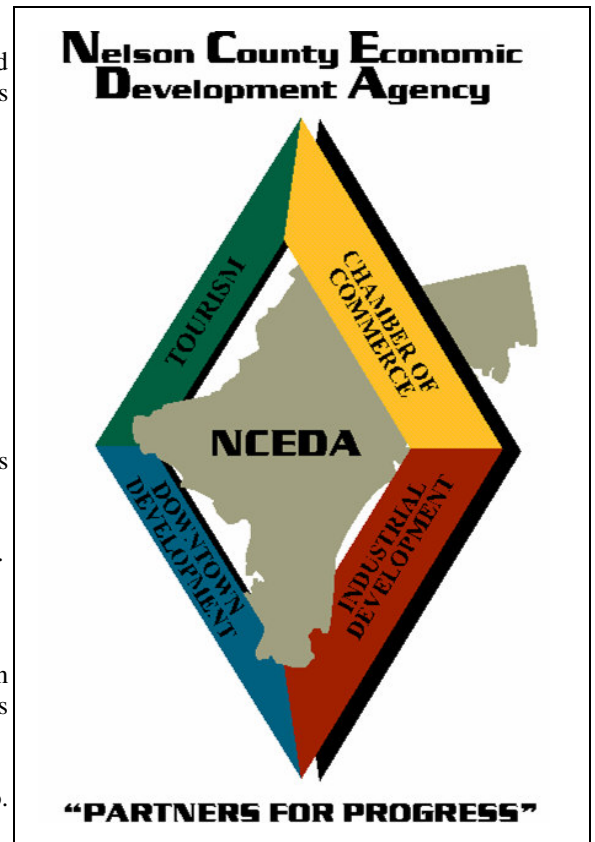 Nelson County Economic
Development Agency
TOURISM
CHAMBER OF
COMMERCE
NCEDA
DOWNTOWN
DEVELOPMENT
INDUSTRIAL
DEVELOPMENT
“PARTNERS FOR PROGRESS”